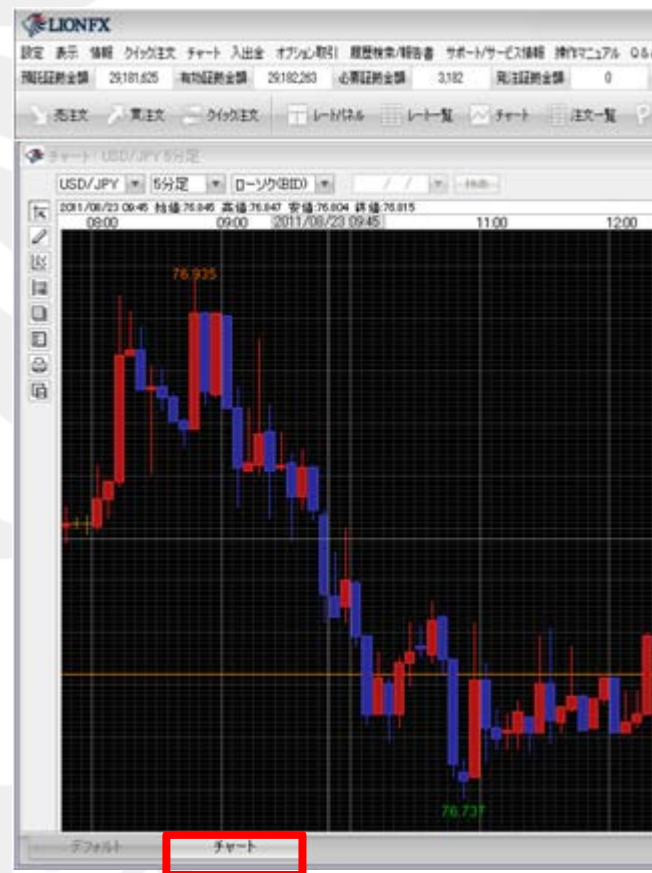 LIONFX
設定 表示 情報 クイック注文 チャート 入出金 オプション取引 履歴検索/報告書 サポート/サービス情報 操作マニュアル Q&
預託証拠金額 29,181,625 有効証拠金額 29,182,263 必要証拠金額 3,182 発注証拠金額 0
売注文 買注文 クイック注文 レートパネル レート一覧 チャート 注文一覧
チャート: USD/JPY 5分足
USD/JPY 5分足 ローソク(BID) / /
2011/08/23 09:45 始値:76.846 高値:76.847 安値:76.804 終値:76.815
08:00 09:00 2011/08/23 09:45 11:00 12:00
76.935
76.737
デフォルト チャート